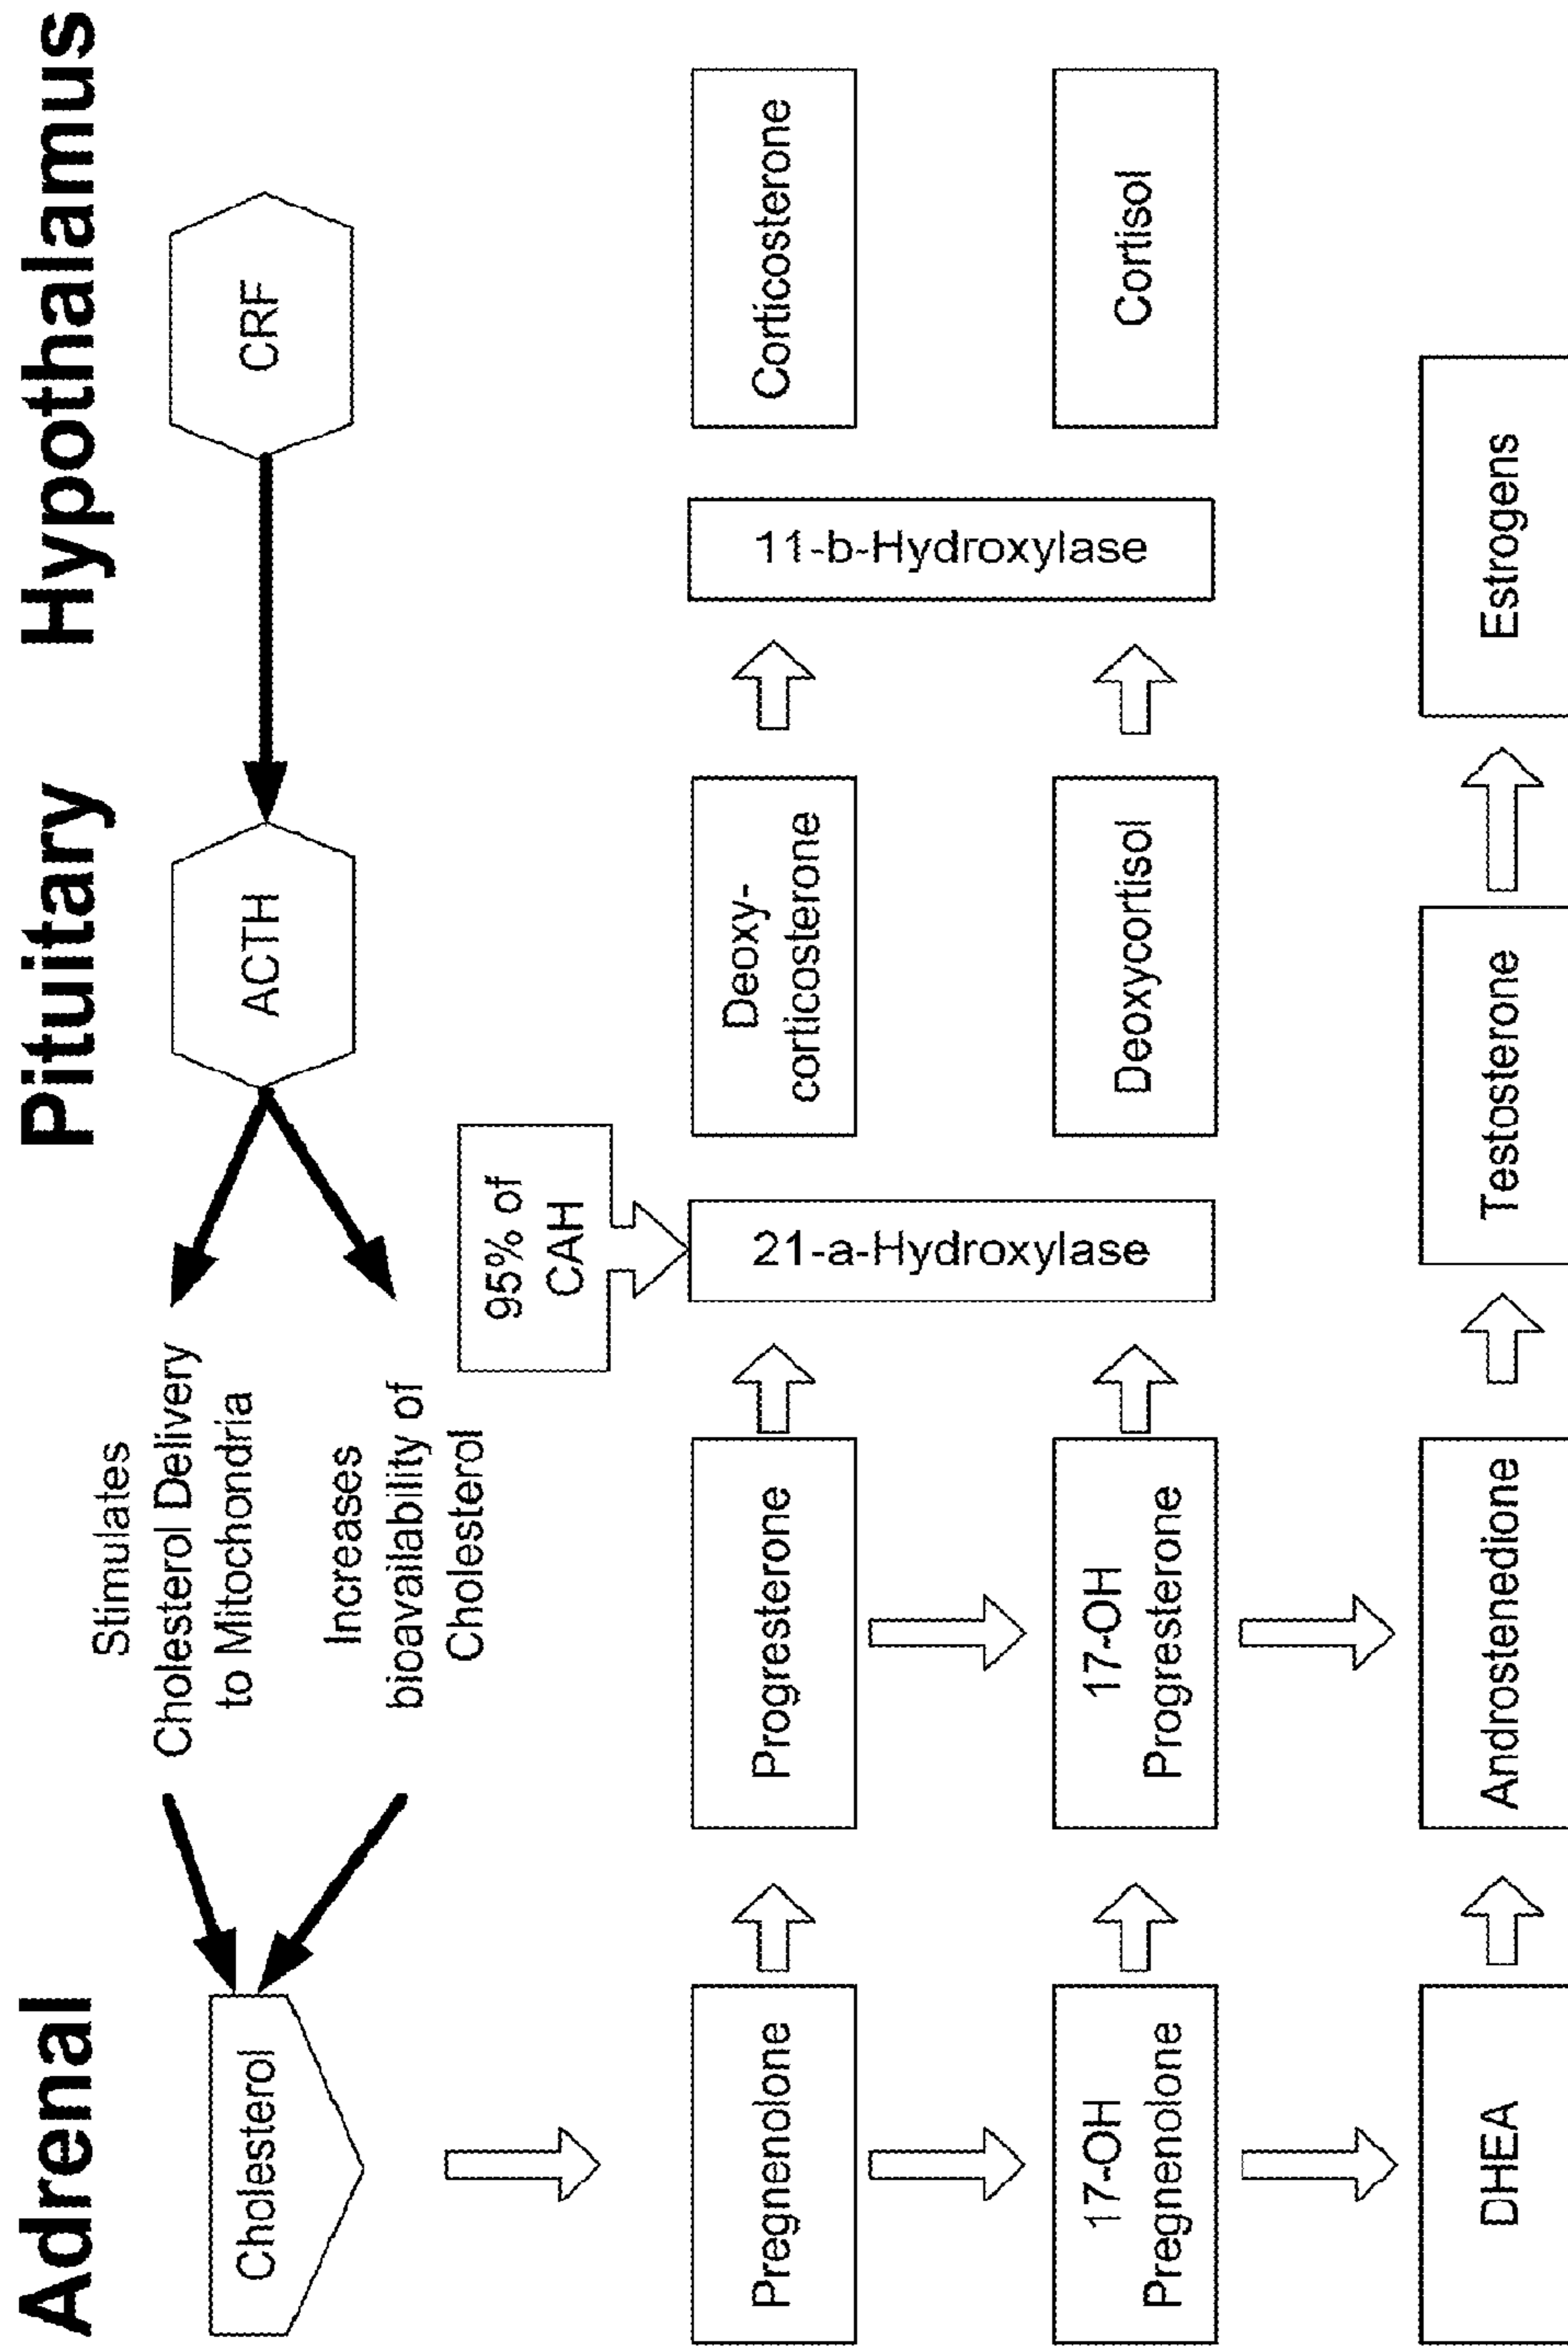 Adrenal
Pituitary
Hypothalamus
Cholesterol
Stimulates
Cholesterol Delivery
to Mitochondria
Increases
bioavailability of
Cholesterol
ACTH
CRF
95% of
CAH
Pregnenolone
Progesterone
21-a-Hydroxylase
Deoxy-
corticosterone
11-b-Hydroxylase
Corticosterone
17-OH
Pregnenolone
17-OH
Progresterone
Deoxycortisol
Cortisol
DHEA
Androstenedione
Testosterone
Estrogens